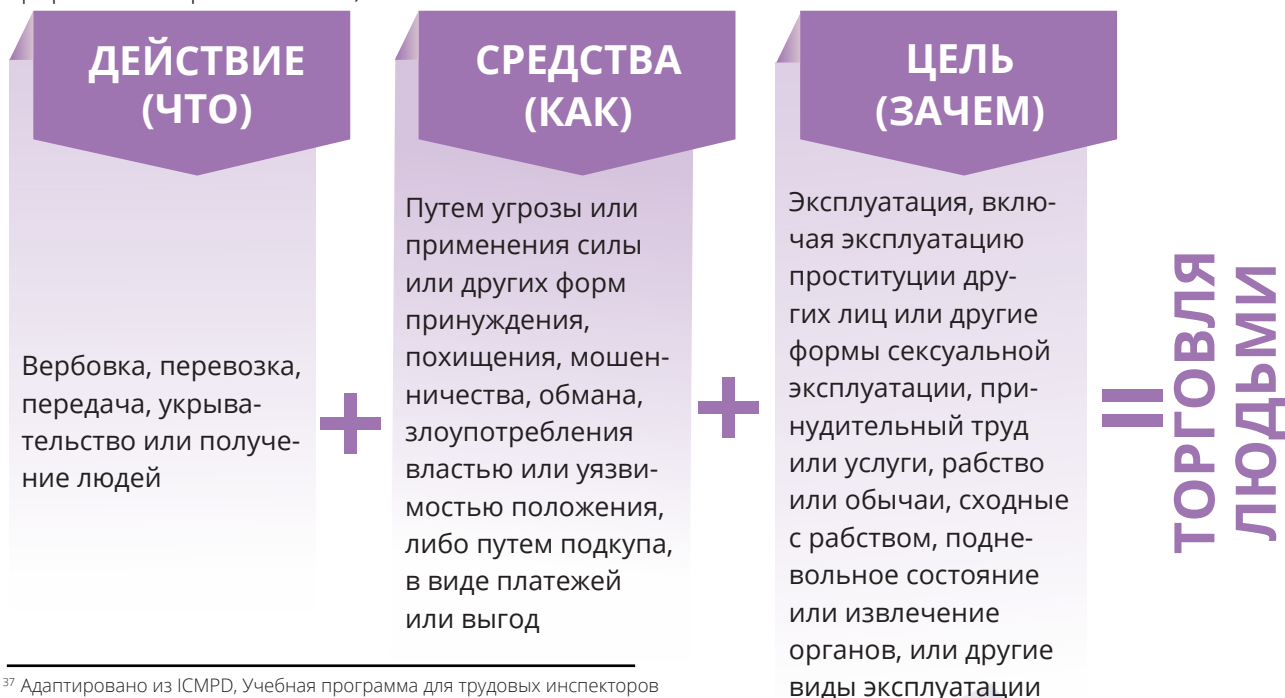 ДЕЙСТВИЕ
(ЧТО)
Вербовка, перевозка,
передача, укрыва-
тельство или получе-
ние людей
+
СРЕДСТВА
(КАК)
Путем угрозы или
применения силы
или других форм
принуждения,
похищения, мошен-
ничества, обмана,
злоупотребления
властью или уязви-
мостью положения,
либо путем подкупа,
в виде платежей
или выгод
+
ЦЕЛЬ
(ЗАЧЕМ)
Эксплуатация, вклю-
чая эксплуатацию
проституции дру-
гих лиц или другие
формы сексуальной
эксплуатации, при-
нудительный труд
или услуги, рабство
или обычаи, сходные
с рабством, подне-
вольное состояние
или извлечение
органов, или другие
виды эксплуатации
=
ТОРГОВЛЯ
ЛЮДЬМИ
37 Адаптировано из ICMPD, Учебная программа для трудовых инспекторов